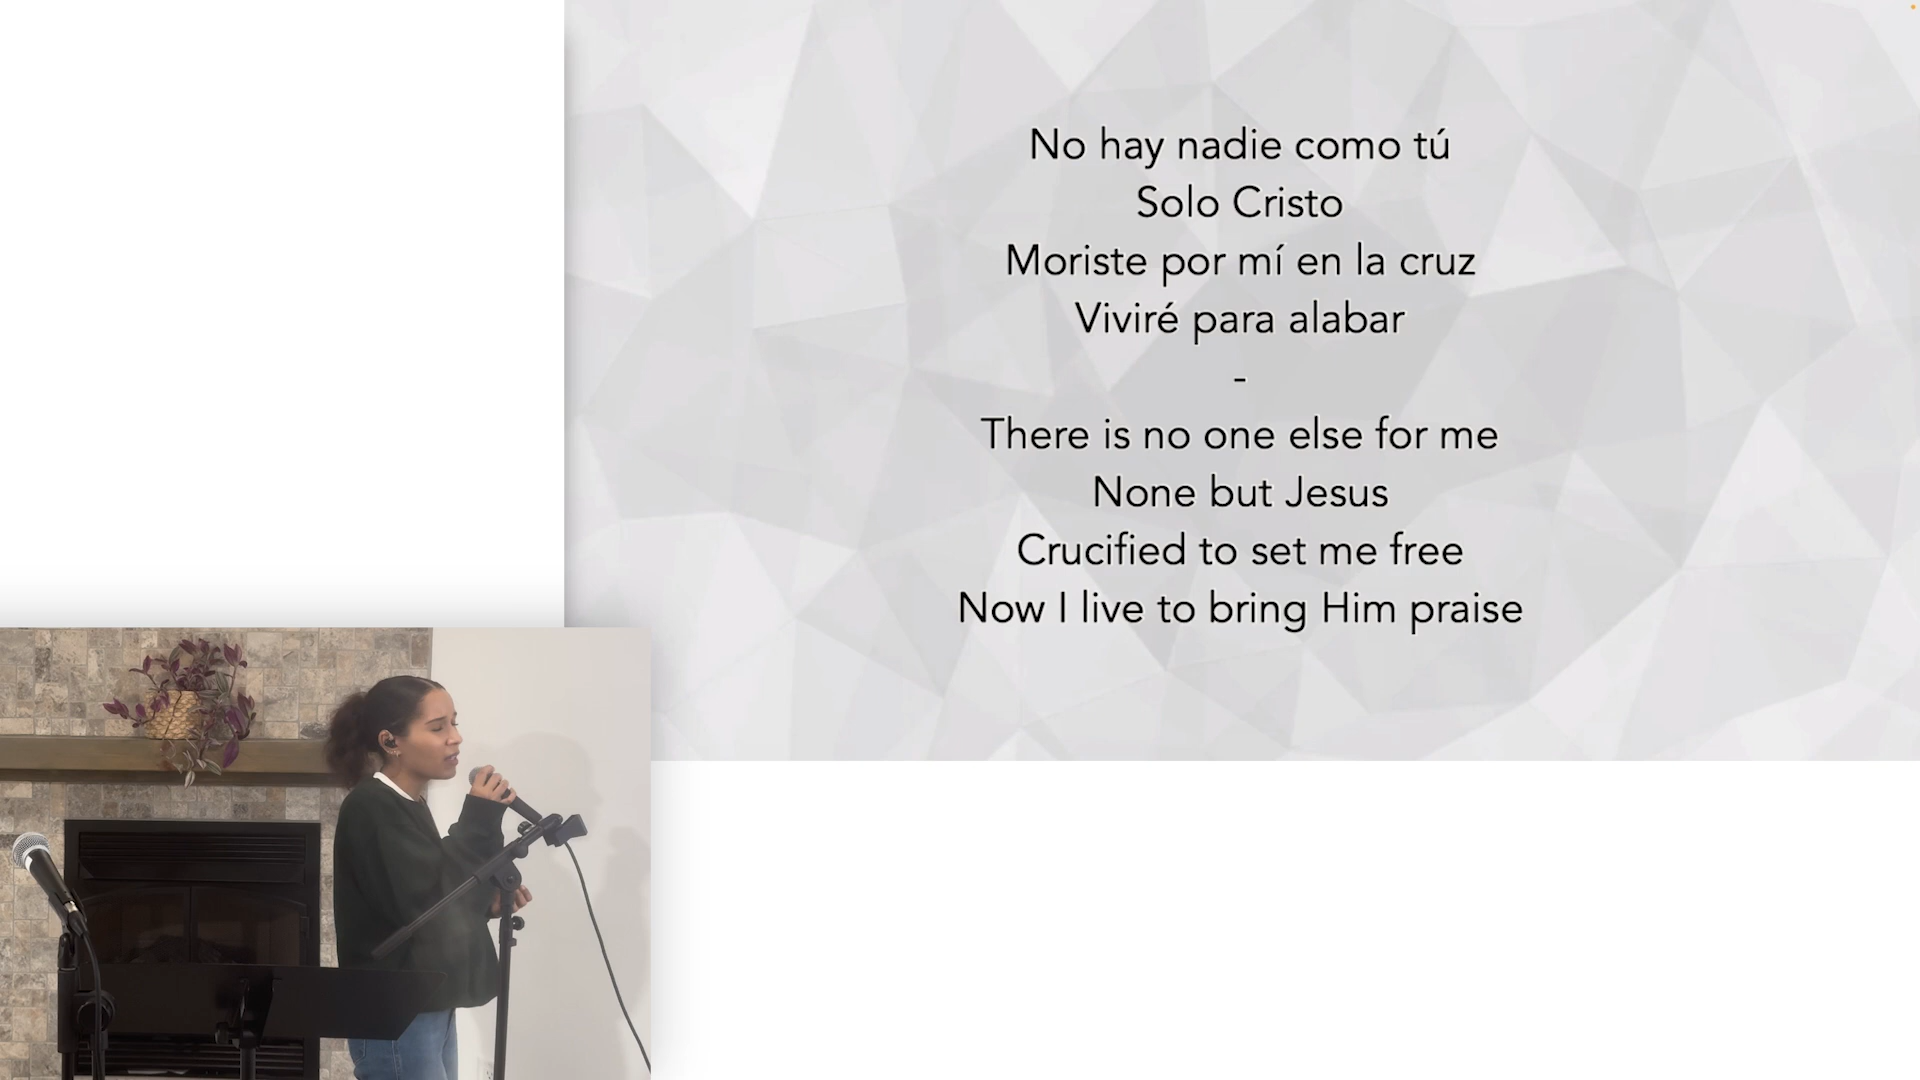 No hay nadie como tú
Solo Cristo
Moriste por mí en la cruz
Viviré para alabar
-
There is no one else for me
None but Jesus
Crucified to set me free
Now I live to bring Him praise